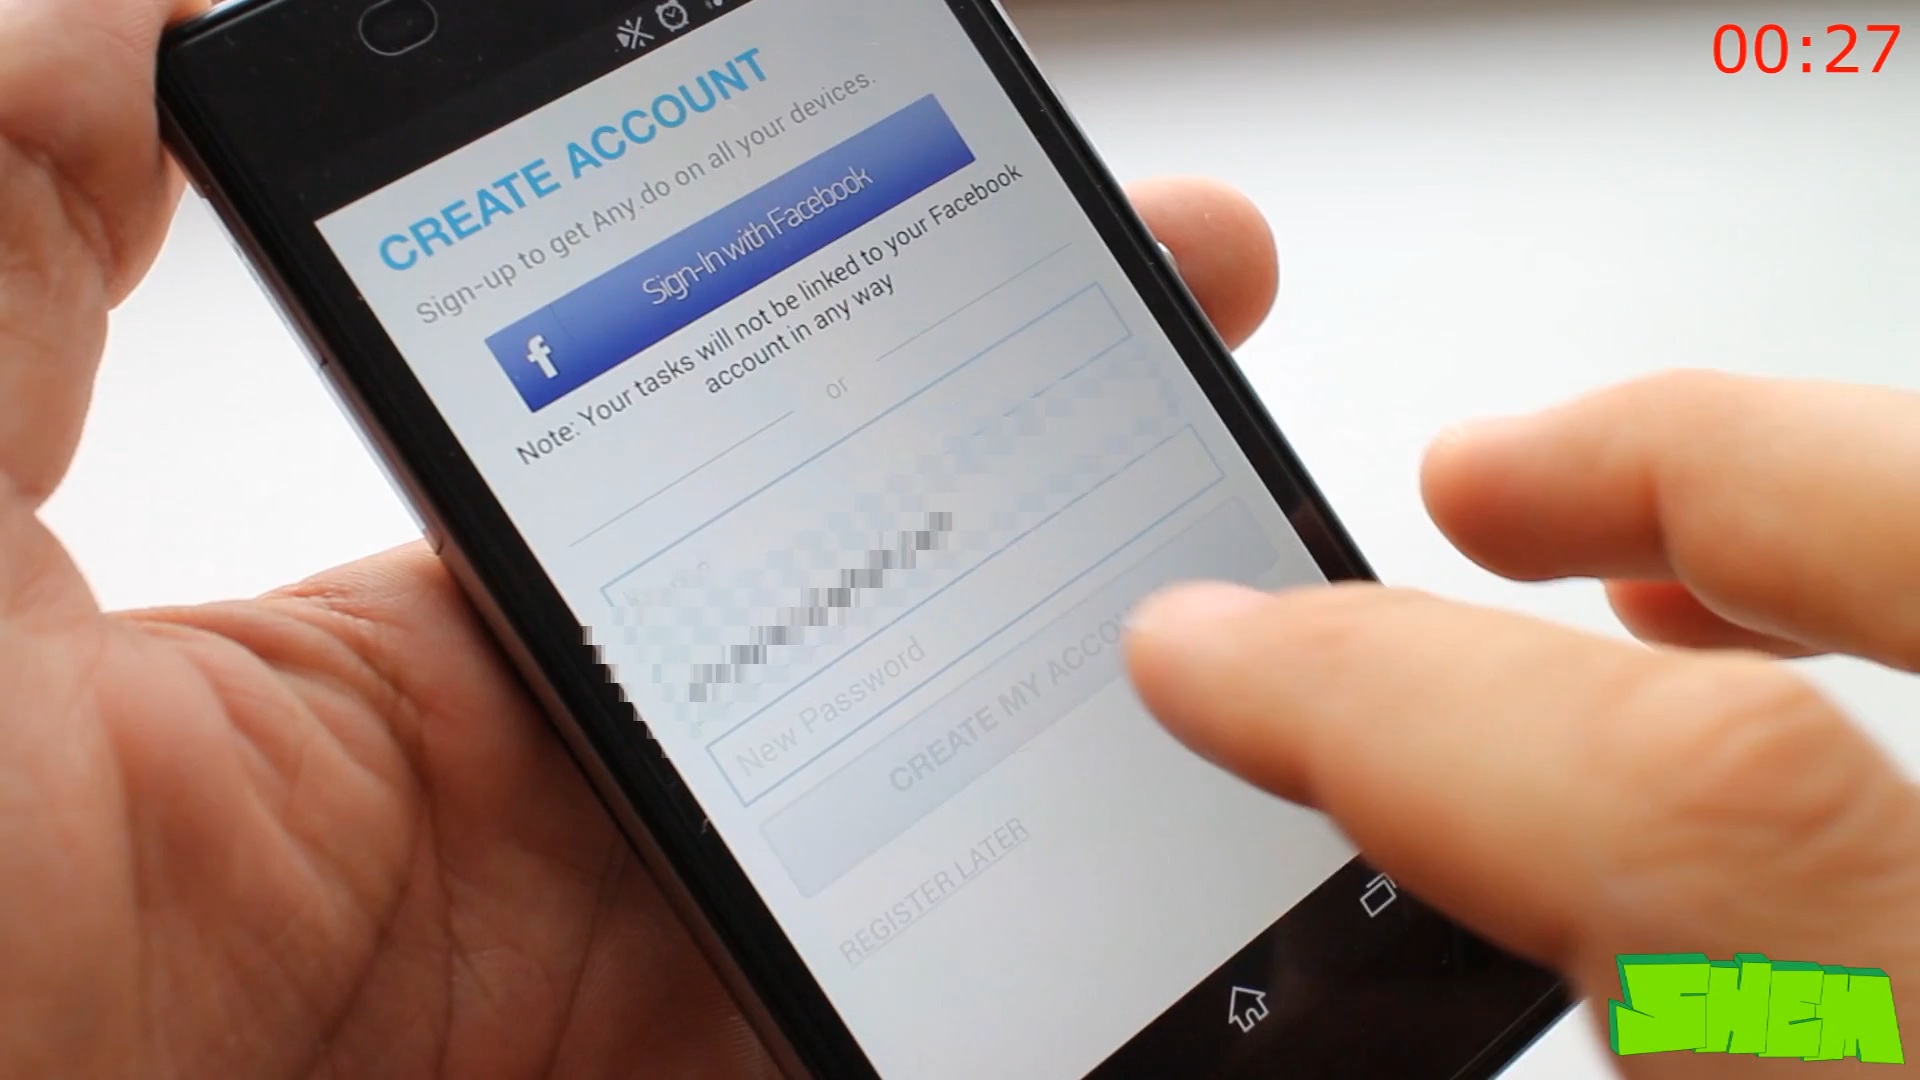 00:27
CREATE ACCOUNT
Sign-up to get Any.do on all your devices.
f Sign-In with Facebook
Note: Your tasks will not be linked to your Facebook
account in any way
or
New Password
CREATE MY ACCOU
REGISTER LATER
SHEM